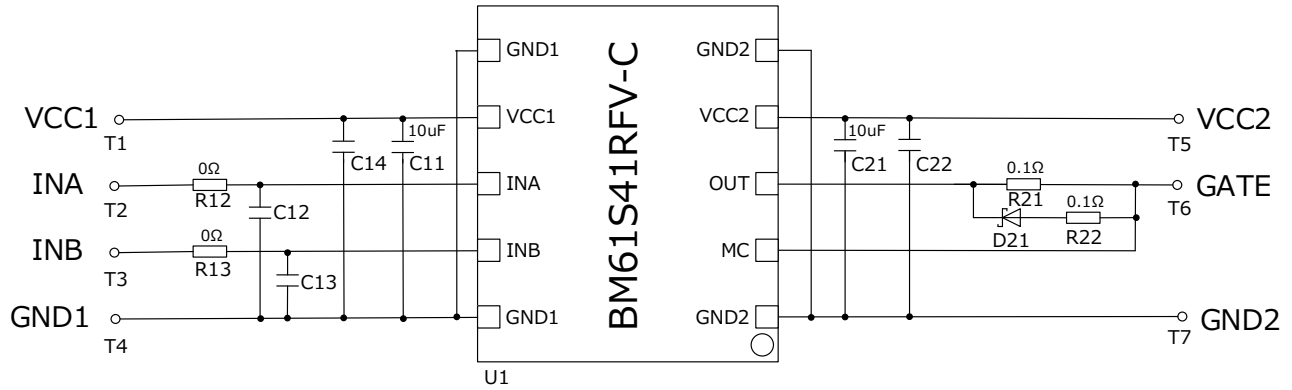 GND1
GND2
VCC1
T1
VCC1
10uF
C14
C11
VCC2
10uF
C21
C22
VCC2
T5
INA
T2
0Ω
R12
C12
INA
OUT
0.1Ω
R21
GATE
T6
0.1Ω
D21
R22
INB
T3
0Ω
R13
C13
INB
MC
GND1
T4
GND1
GND2
GND2
T7
BM61S41RFV-C
U1